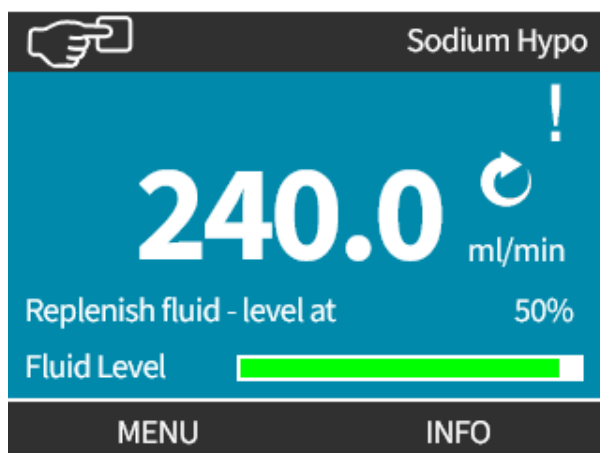 Sodium Hypo
!
240.0 ml/min
Replenish fluid - level at 50%
Fluid Level
MENU INFO